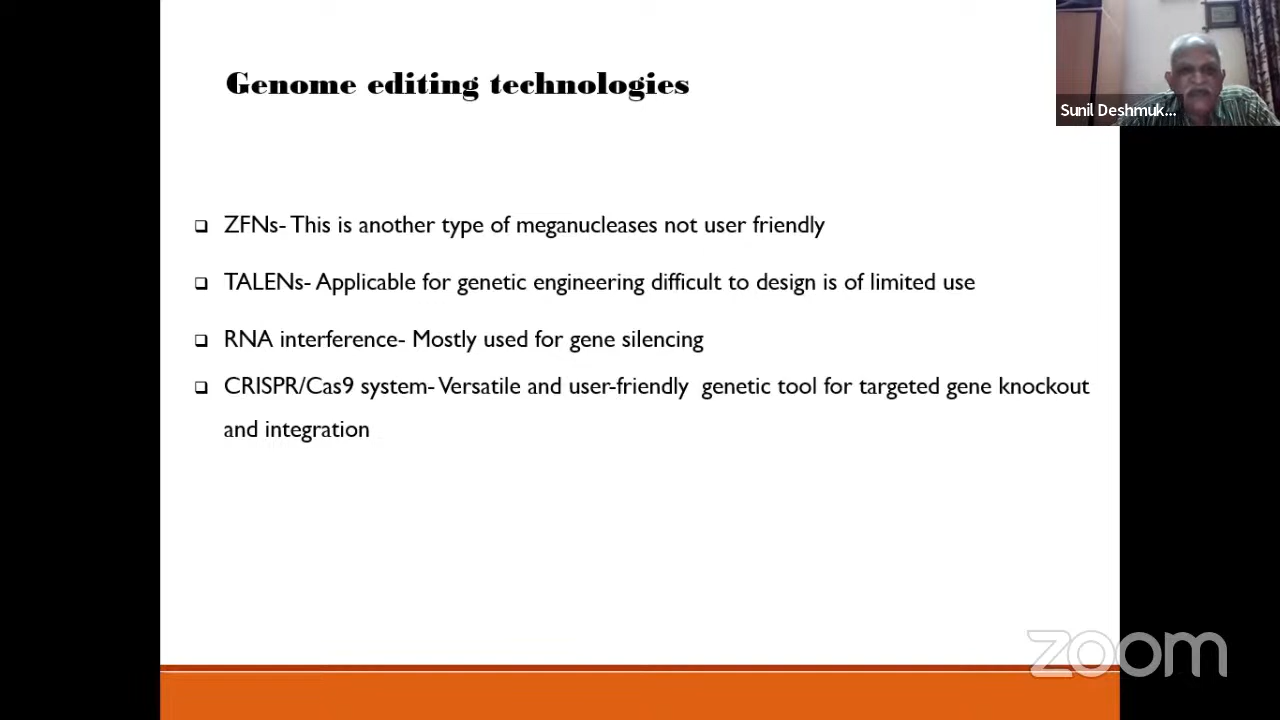 Genome editing technologies
Sunil Deshmuk...
ZFNs- This is another type of meganucleases not user friendly
TALENs- Applicable for genetic engineering difficult to design is of limited use
RNA interference- Mostly used for gene silencing
CRISPR/Cas9 system- Versatile and user-friendly genetic tool for targeted gene knockout
and integration
zoom